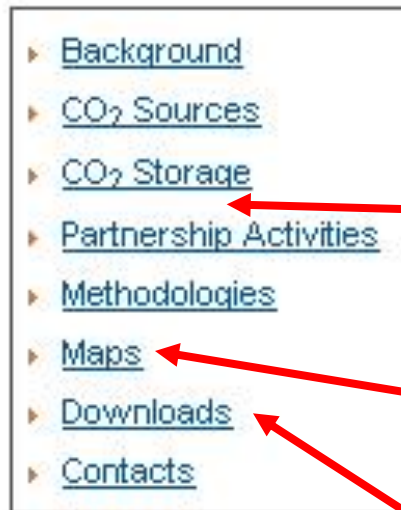 Background
CO₂ Sources
CO₂ Storage
Partnership Activities
Methodologies
Maps
Downloads
Contacts